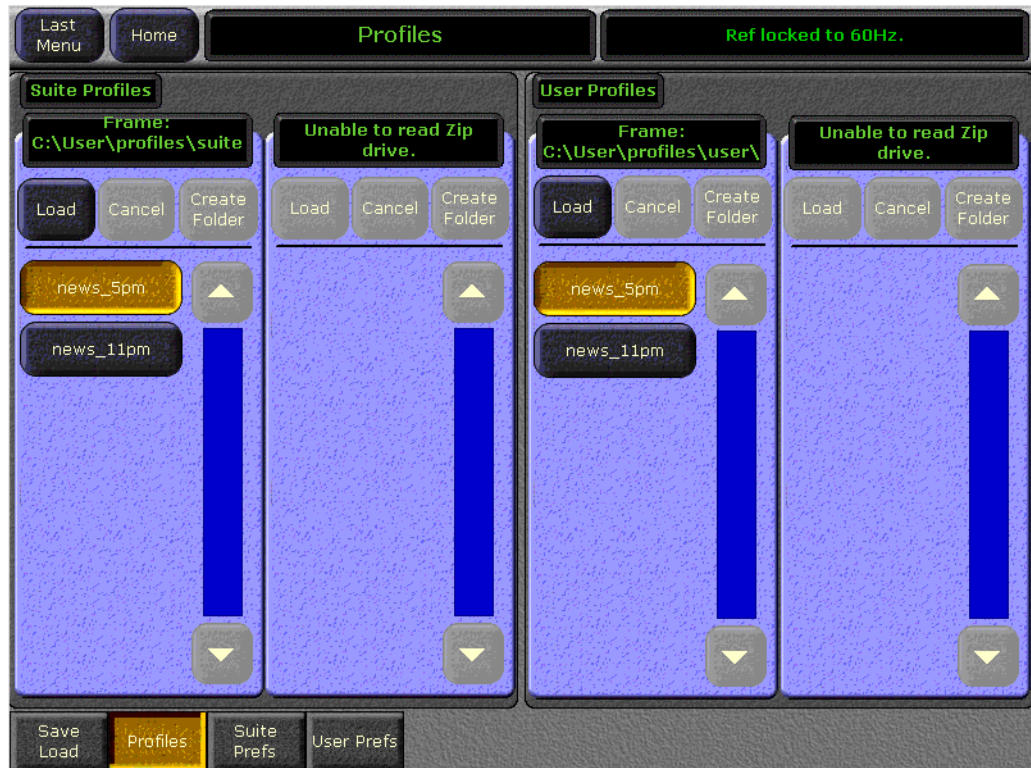 Last
Menu
Home
Profiles
Ref locked to 60Hz.
Suite Profiles
Frame:
C:\User\profiles\suite
Load
Cancel
Create
Folder
news_5pm
news_11pm
Unable to read Zip
drive.
Load
Cancel
Create
Folder
User Profiles
Frame:
C:\User\profiles\user\
Load
Cancel
Create
Folder
news_5pm
news_11pm
Unable to read Zip
drive.
Load
Cancel
Create
Folder
Save
Load
Profiles
Suite
Prefs
User Prefs